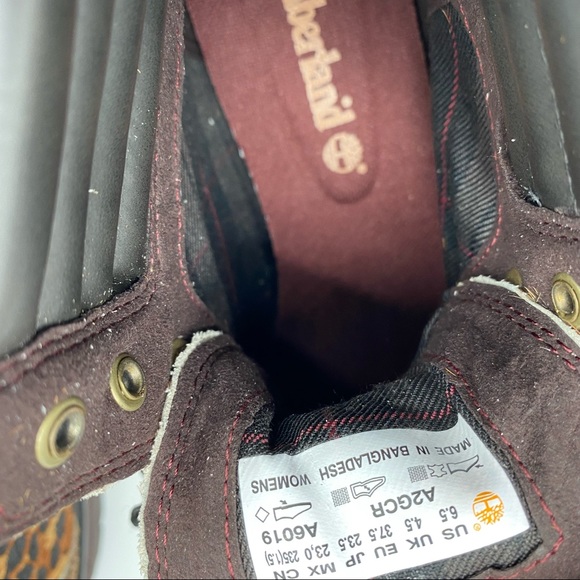 berland ®
US UK EU JP MX CN
6.5 4.5 37.5 23.5 23.0 235(1.5)
A2GCR A6019
MADE IN BANGLADESH WOMENS